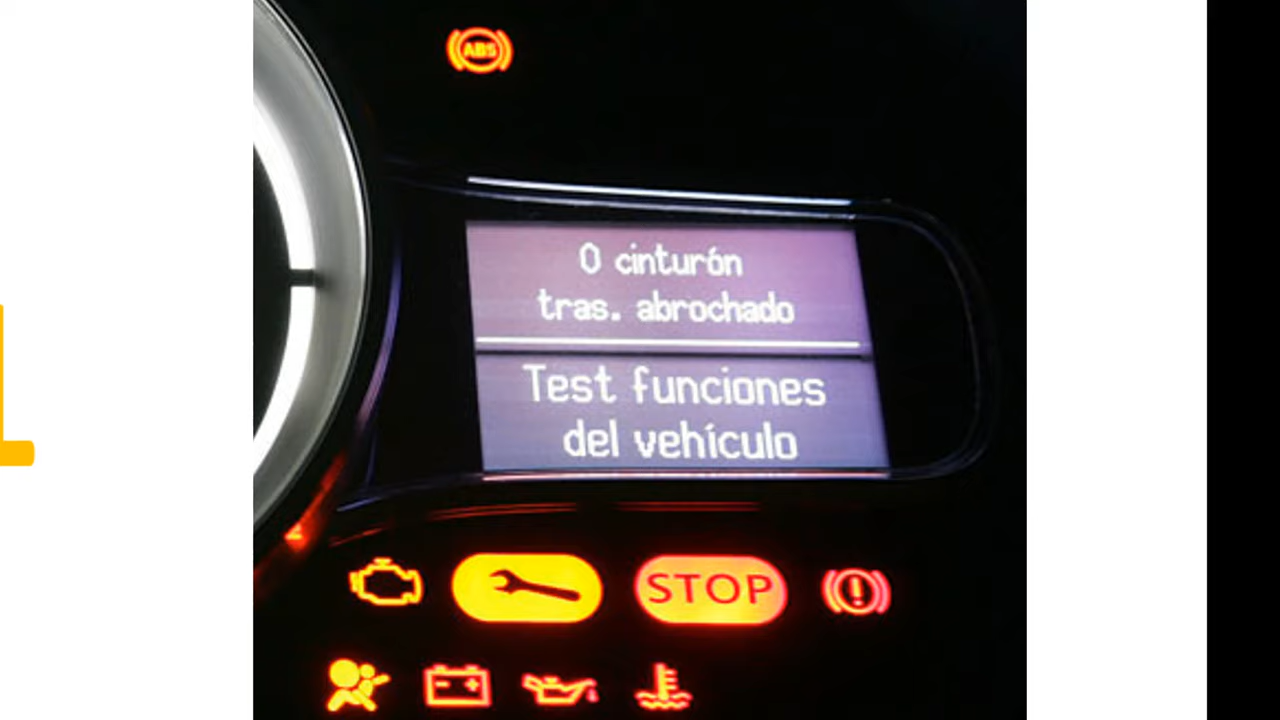 ABS
0 cinturón
tras. abrochado
Test funciones
del vehículo
STOP